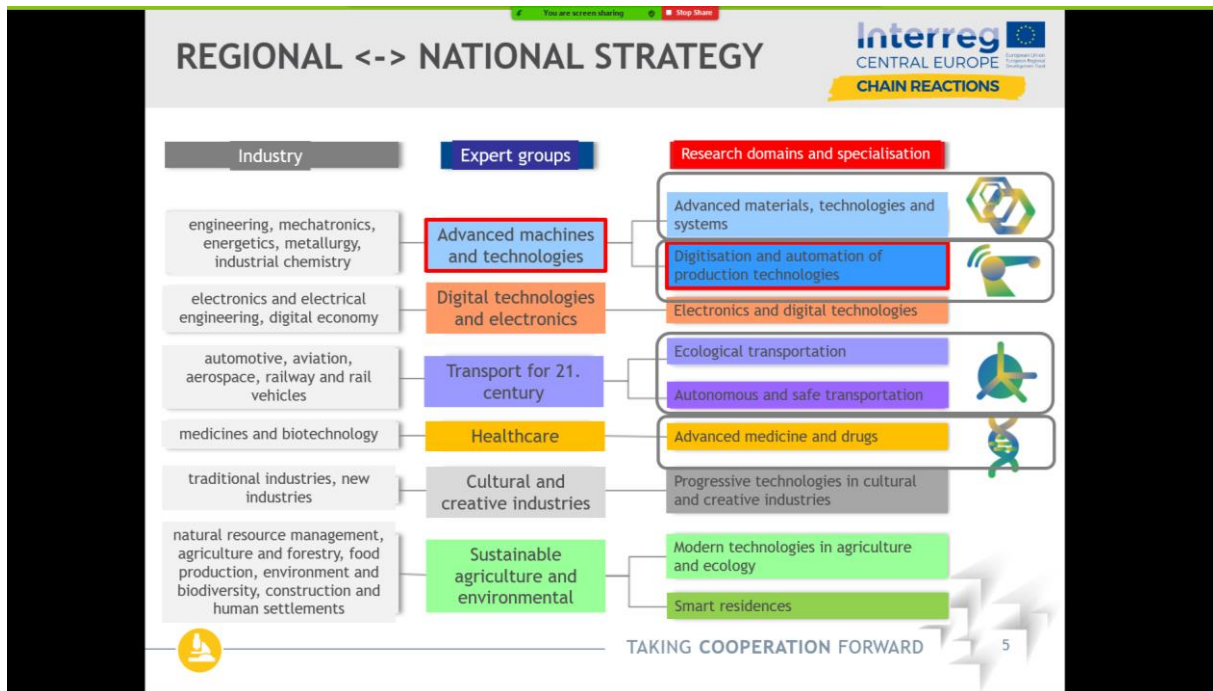 You are screen sharing
Stop Share
REGIONAL <-> NATIONAL STRATEGY
Interreg
CENTRAL EUROPE
European Union
European Regional
Development Fund
CHAIN REACTIONS
Industry
Expert groups
Research domains and specialisation
engineering, mechatronics,
energetics, metallurgy,
industrial chemistry
Advanced machines
and technologies
Advanced materials, technologies and
systems
Digitisation and automation of
production technologies
electronics and electrical
engineering, digital economy
Digital technologies
and electronics
Electronics and digital technologies
automotive, aviation,
aerospace, railway and rail
vehicles
Transport for 21.
century
Ecological transportation
Autonomous and safe transportation
medicines and biotechnology
Healthcare
Advanced medicine and drugs
traditional industries, new
industries
Cultural and
creative industries
Progressive technologies in cultural
and creative industries
natural resource management,
agriculture and forestry, food
production, environment and
biodiversity, construction and
human settlements
Sustainable
agriculture and
environmental
Modern technologies in agriculture
and ecology
Smart residences
TAKING COOPERATION FORWARD
5